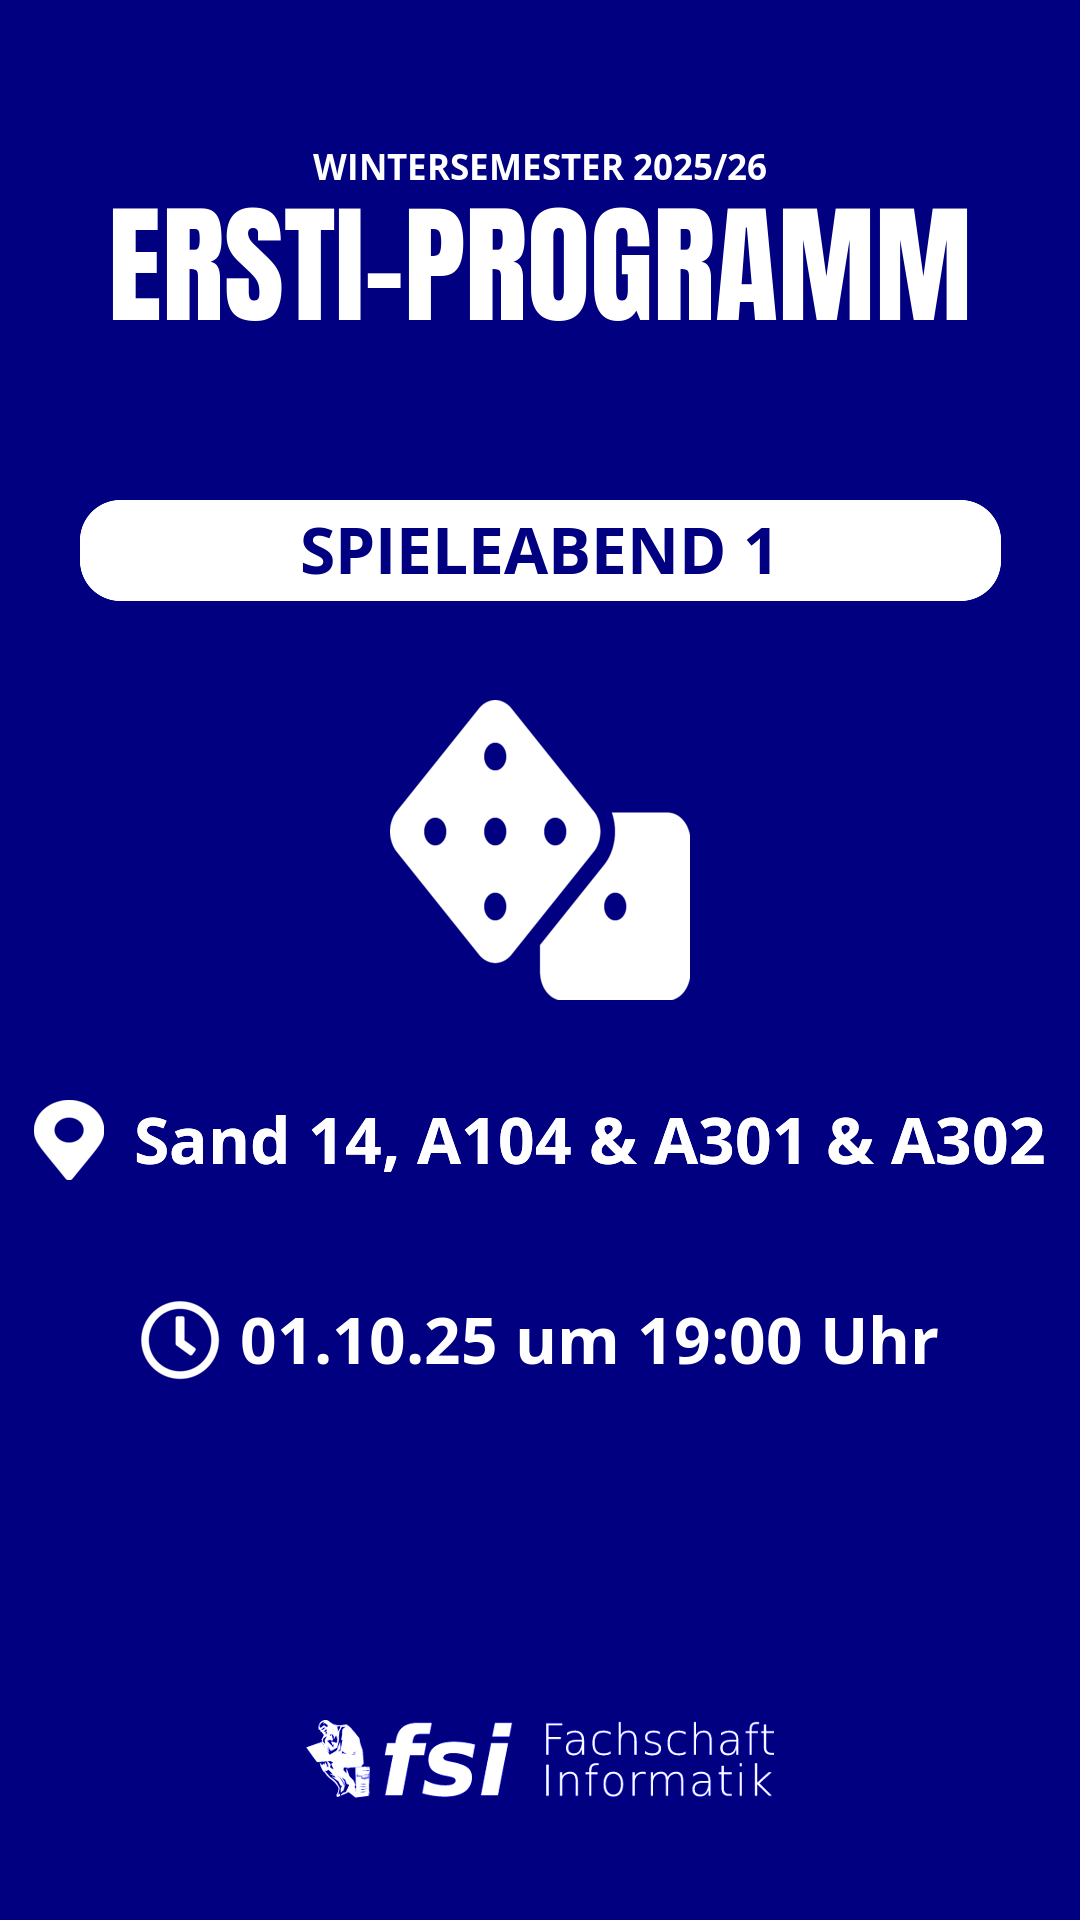 WINTERSEMESTER 2025/26
ERSTI-PROGRAMM
SPIELEABEND 1
Sand 14, A104 & A301 & A302
01.10.25 um 19:00 Uhr
fsi Fachschaft
Informatik